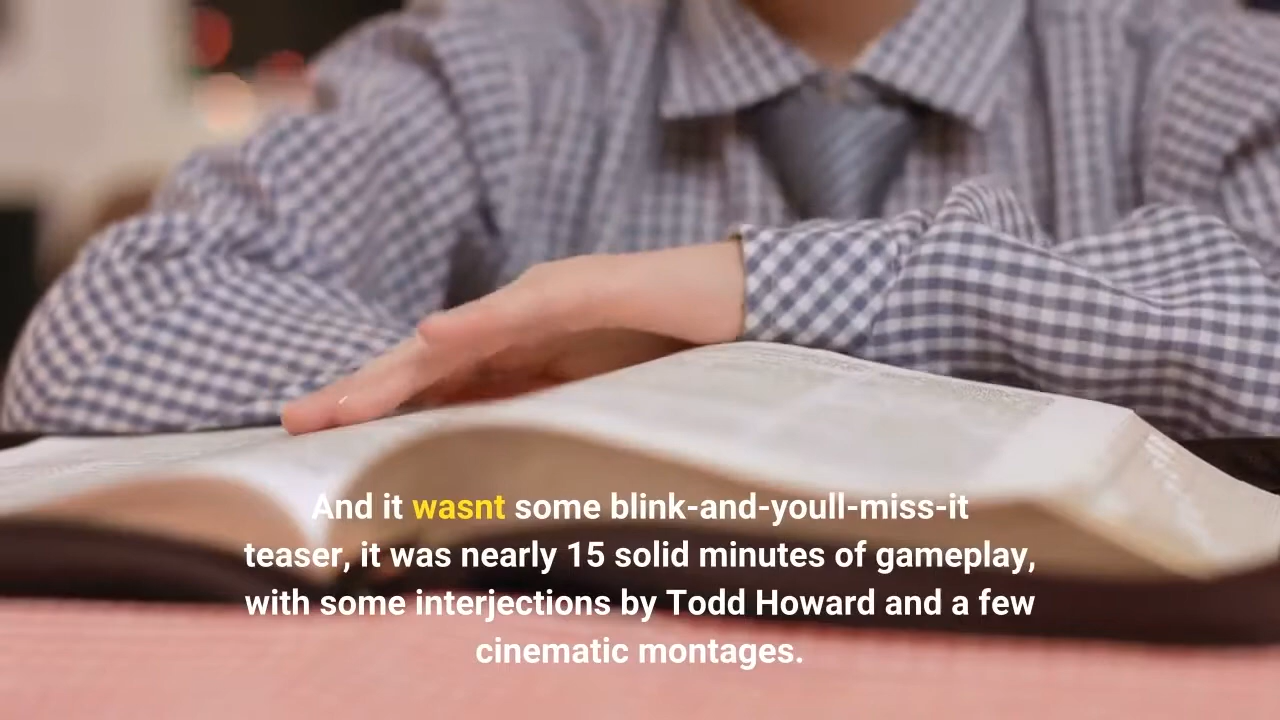 And it wasnt some blink-and-youll-miss-it
teaser, it was nearly 15 solid minutes of gameplay,
with some interjections by Todd Howard and a few
cinematic montages.